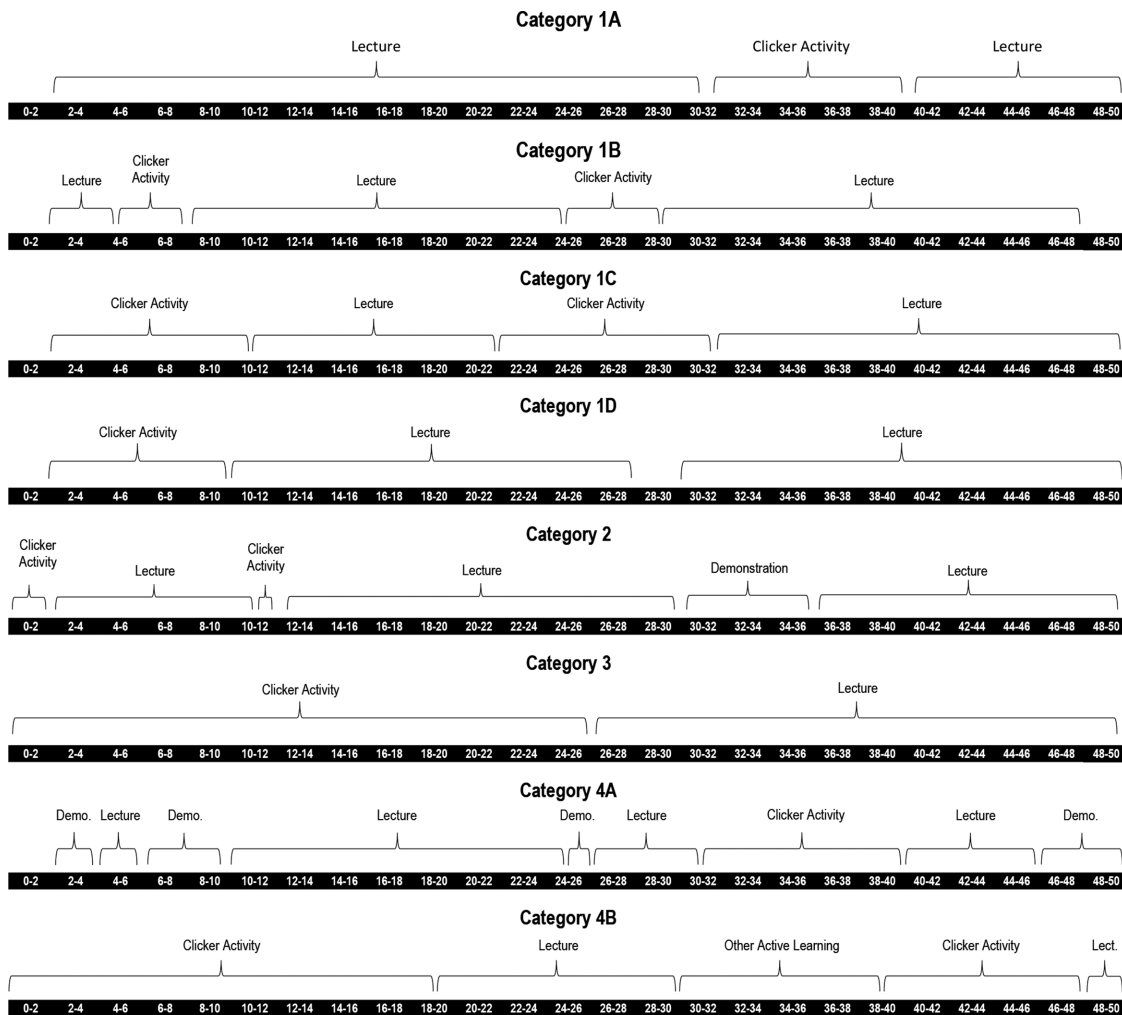 Category 1A
Lecture Clicker Activity Lecture
0-2 2-4 4-6 6-8 8-10 10-12 12-14 14-16 16-18 18-20 20-22 22-24 24-26 26-28 28-30 30-32 32-34 34-36 36-38 38-40 40-42 42-44 44-46 46-48 48-50
Category 1B
Lecture Clicker Activity Lecture Clicker Activity Lecture
0-2 2-4 4-6 6-8 8-10 10-12 12-14 14-16 16-18 18-20 20-22 22-24 24-26 26-28 28-30 30-32 32-34 34-36 36-38 38-40 40-42 42-44 44-46 46-48 48-50
Category 1C
Clicker Activity Lecture Clicker Activity Lecture
0-2 2-4 4-6 6-8 8-10 10-12 12-14 14-16 16-18 18-20 20-22 22-24 24-26 26-28 28-30 30-32 32-34 34-36 36-38 38-40 40-42 42-44 44-46 46-48 48-50
Category 1D
Clicker Activity Lecture Lecture
0-2 2-4 4-6 6-8 8-10 10-12 12-14 14-16 16-18 18-20 20-22 22-24 24-26 26-28 28-30 30-32 32-34 34-36 36-38 38-40 40-42 42-44 44-46 46-48 48-50
Category 2
Clicker Activity Lecture Clicker Activity Lecture Demonstration Lecture
0-2 2-4 4-6 6-8 8-10 10-12 12-14 14-16 16-18 18-20 20-22 22-24 24-26 26-28 28-30 30-32 32-34 34-36 36-38 38-40 40-42 42-44 44-46 46-48 48-50
Category 3
Clicker Activity Lecture
0-2 2-4 4-6 6-8 8-10 10-12 12-14 14-16 16-18 18-20 20-22 22-24 24-26 26-28 28-30 30-32 32-34 34-36 36-38 38-40 40-42 42-44 44-46 46-48 48-50
Category 4A
Demo. Lecture Demo. Lecture Demo. Lecture Clicker Activity Lecture Demo.
0-2 2-4 4-6 6-8 8-10 10-12 12-14 14-16 16-18 18-20 20-22 22-24 24-26 26-28 28-30 30-32 32-34 34-36 36-38 38-40 40-42 42-44 44-46 46-48 48-50
Category 4B
Clicker Activity Lecture Other Active Learning Clicker Activity Lect.
0-2 2-4 4-6 6-8 8-10 10-12 12-14 14-16 16-18 18-20 20-22 22-24 24-26 26-28 28-30 30-32 32-34 34-36 36-38 38-40 40-42 42-44 44-46 46-48 48-50